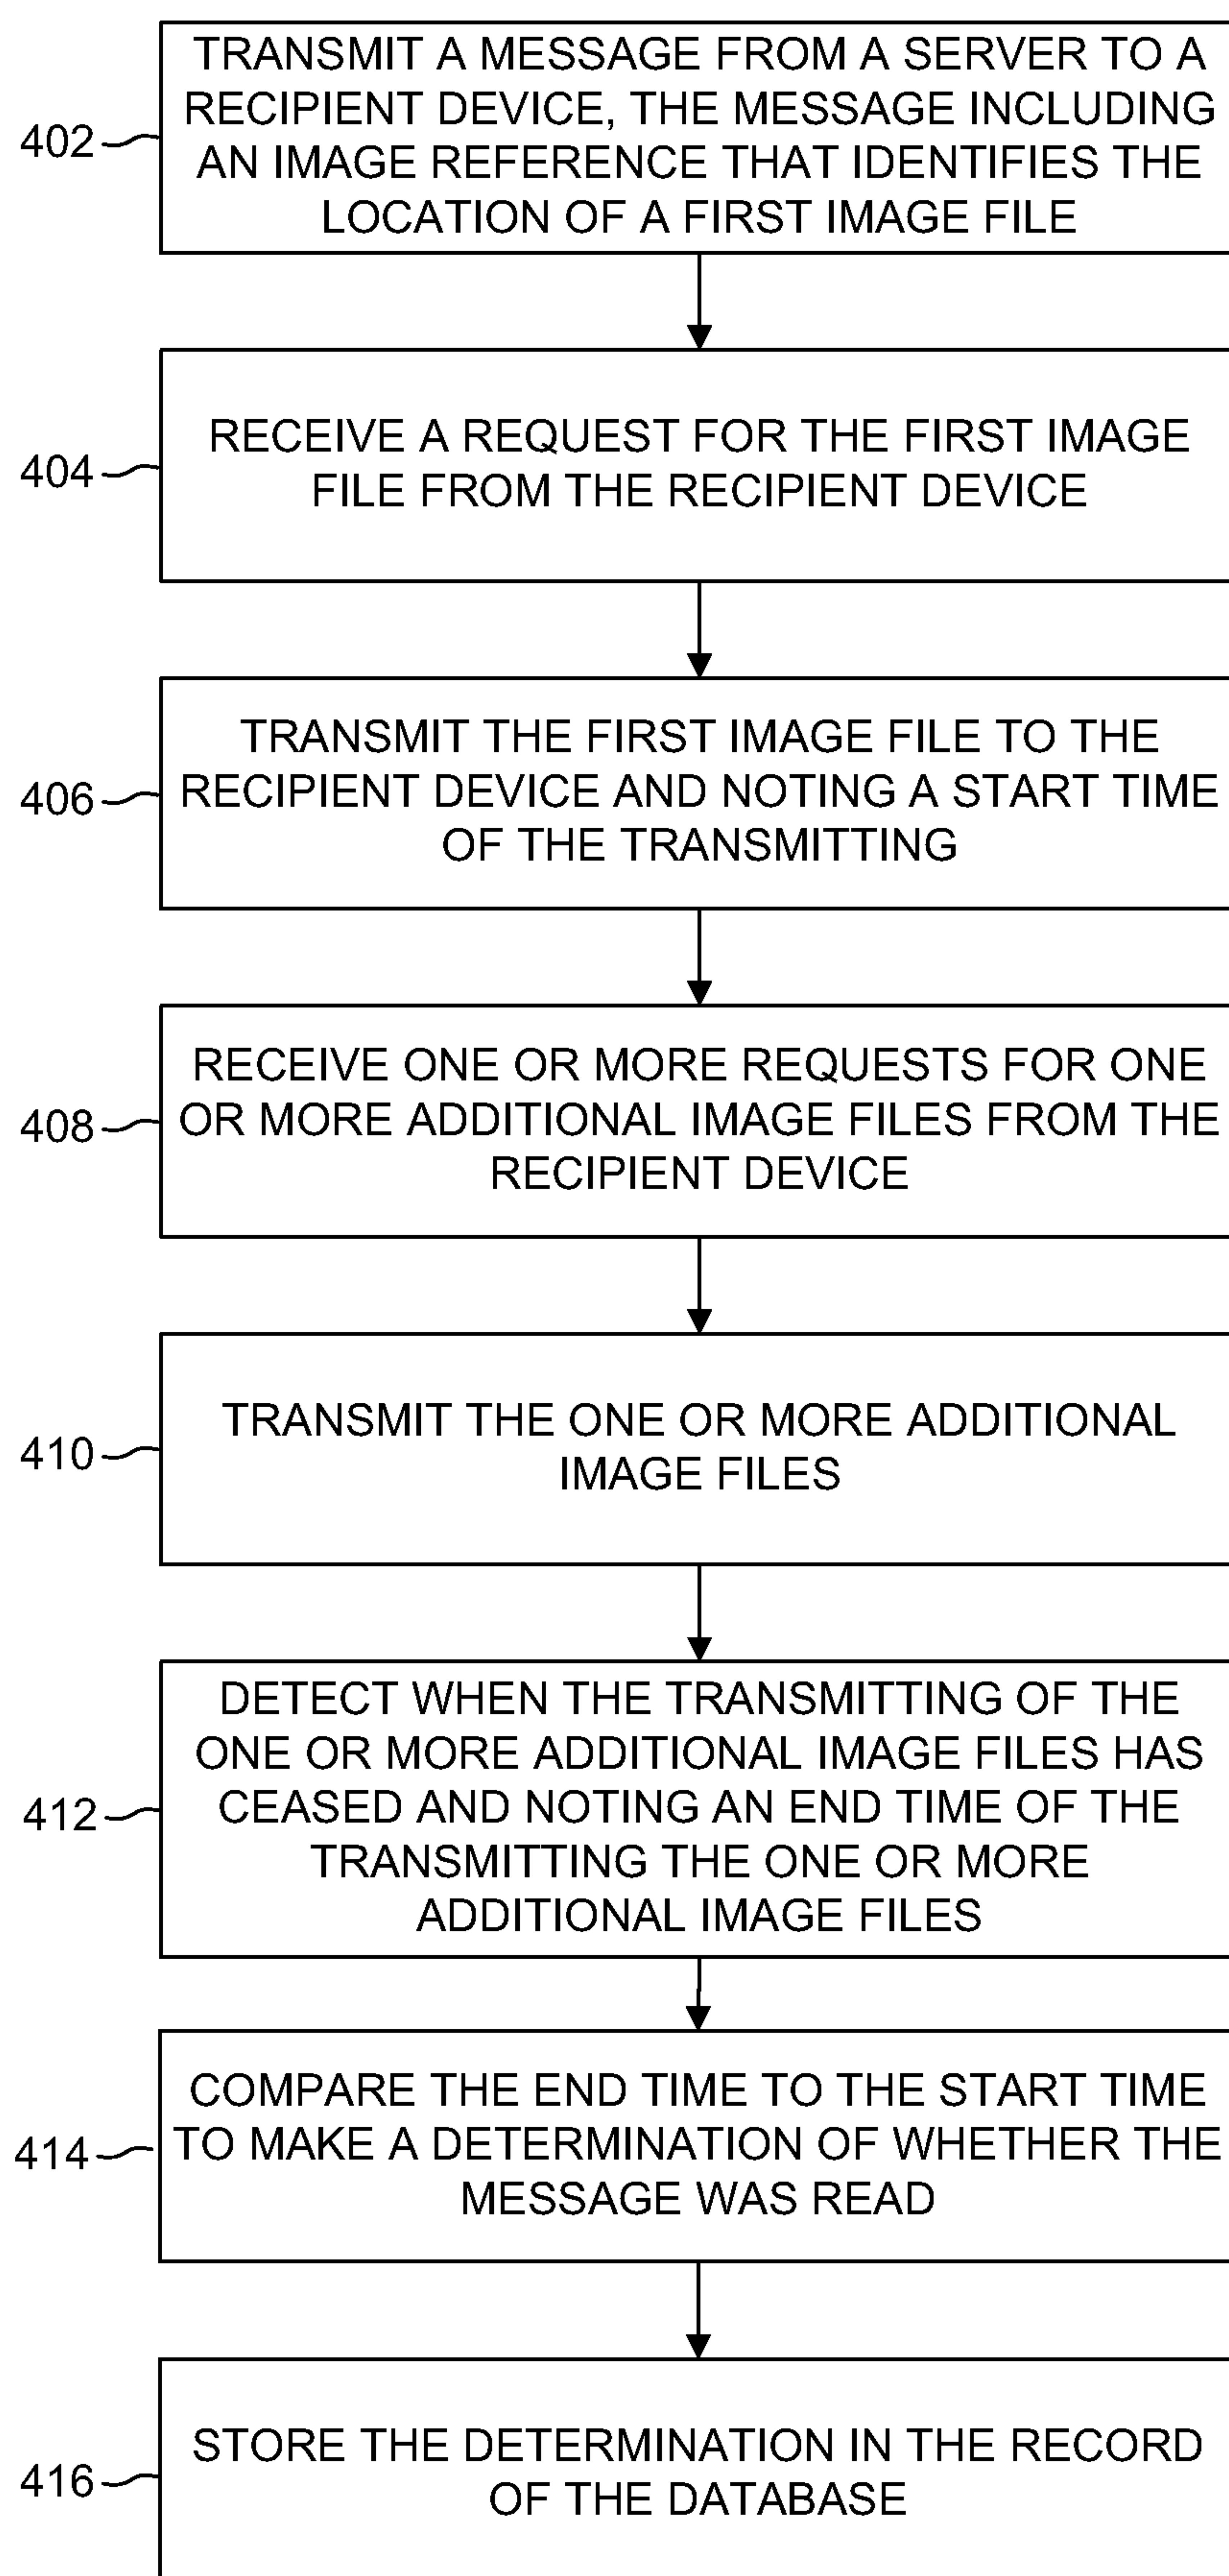 TRANSMIT A MESSAGE FROM A SERVER TO A
RECIPIENT DEVICE, THE MESSAGE INCLUDING
AN IMAGE REFERENCE THAT IDENTIFIES THE
LOCATION OF A FIRST IMAGE FILE
402
RECEIVE A REQUEST FOR THE FIRST IMAGE
FILE FROM THE RECIPIENT DEVICE
404
TRANSMIT THE FIRST IMAGE FILE TO THE
RECIPIENT DEVICE AND NOTING A START TIME
OF THE TRANSMITTING
406
RECEIVE ONE OR MORE REQUESTS FOR ONE
OR MORE ADDITIONAL IMAGE FILES FROM THE
RECIPIENT DEVICE
408
TRANSMIT THE ONE OR MORE ADDITIONAL
IMAGE FILES
410
DETECT WHEN THE TRANSMITTING OF THE
ONE OR MORE ADDITIONAL IMAGE FILES HAS
CEASED AND NOTING AN END TIME OF THE
TRANSMITTING THE ONE OR MORE
ADDITIONAL IMAGE FILES
412
COMPARE THE END TIME TO THE START TIME
TO MAKE A DETERMINATION OF WHETHER THE
MESSAGE WAS READ
414
STORE THE DETERMINATION IN THE RECORD
OF THE DATABASE
416